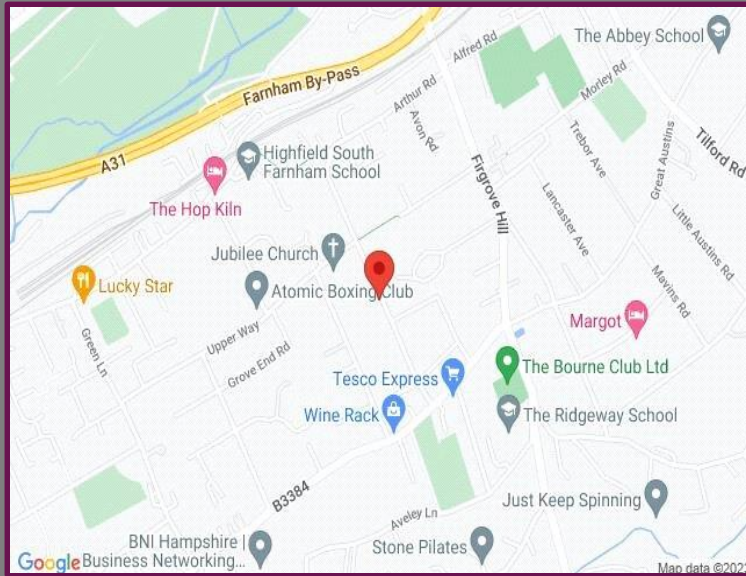 The Abbey School
Alfred Rd
Farnham By-Pass
Morley Rd
Arthur Rd
Avon Rd
Trebor Ave
Great Austins
Tilford Rd
A31
Highfield South
Farnham School
Firgrove Hill
Lancaster Ave
The Hop Kiln
Little Austins Rd
Jubilee Church
Mavins Rd
Lucky Star
Atomic Boxing Club
Margot
Upper Way
Green Ln
Grove End Rd
The Bourne Club Ltd
Tesco Express
Wine Rack
The Ridgeway School
B3384
Just Keep Spinning
Aveley Ln
BNI Hampshire |
Business Networking...
Stone Pilates
Google
Map data